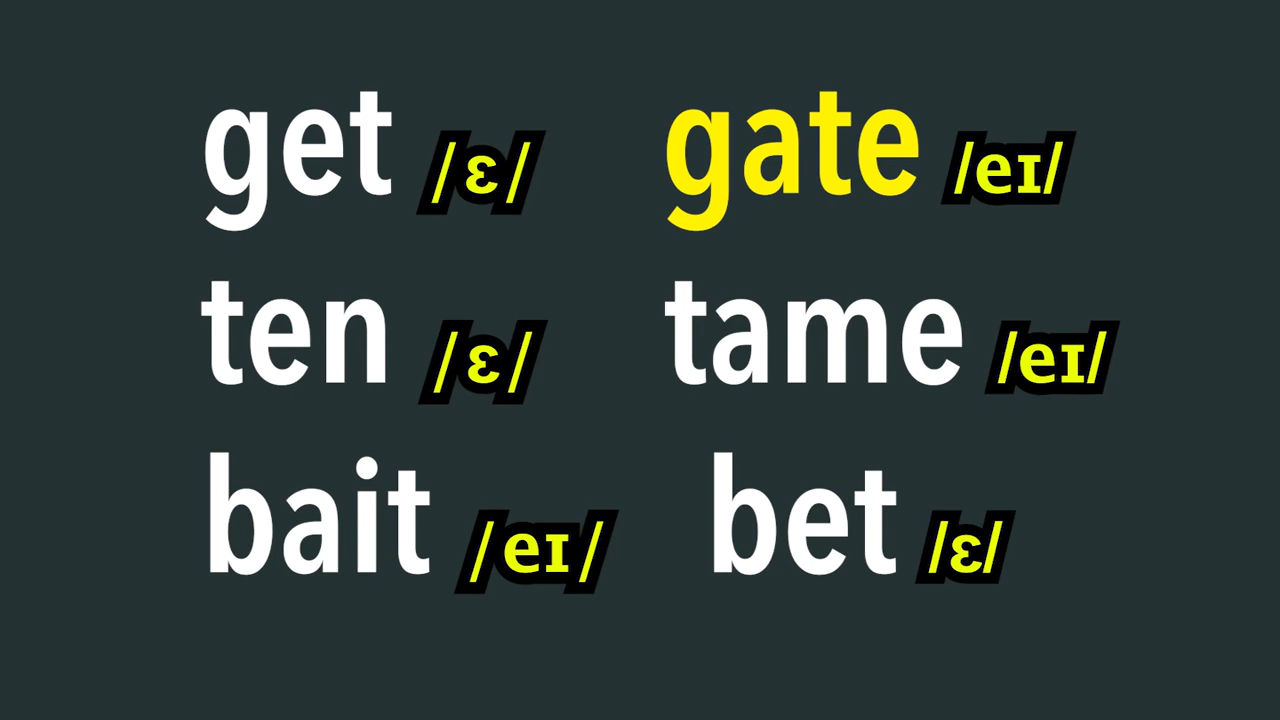 get /ɛ/ gate /eɪ/
ten /ɛ/ tame /eɪ/
bait /eɪ/ bet /ɛ/